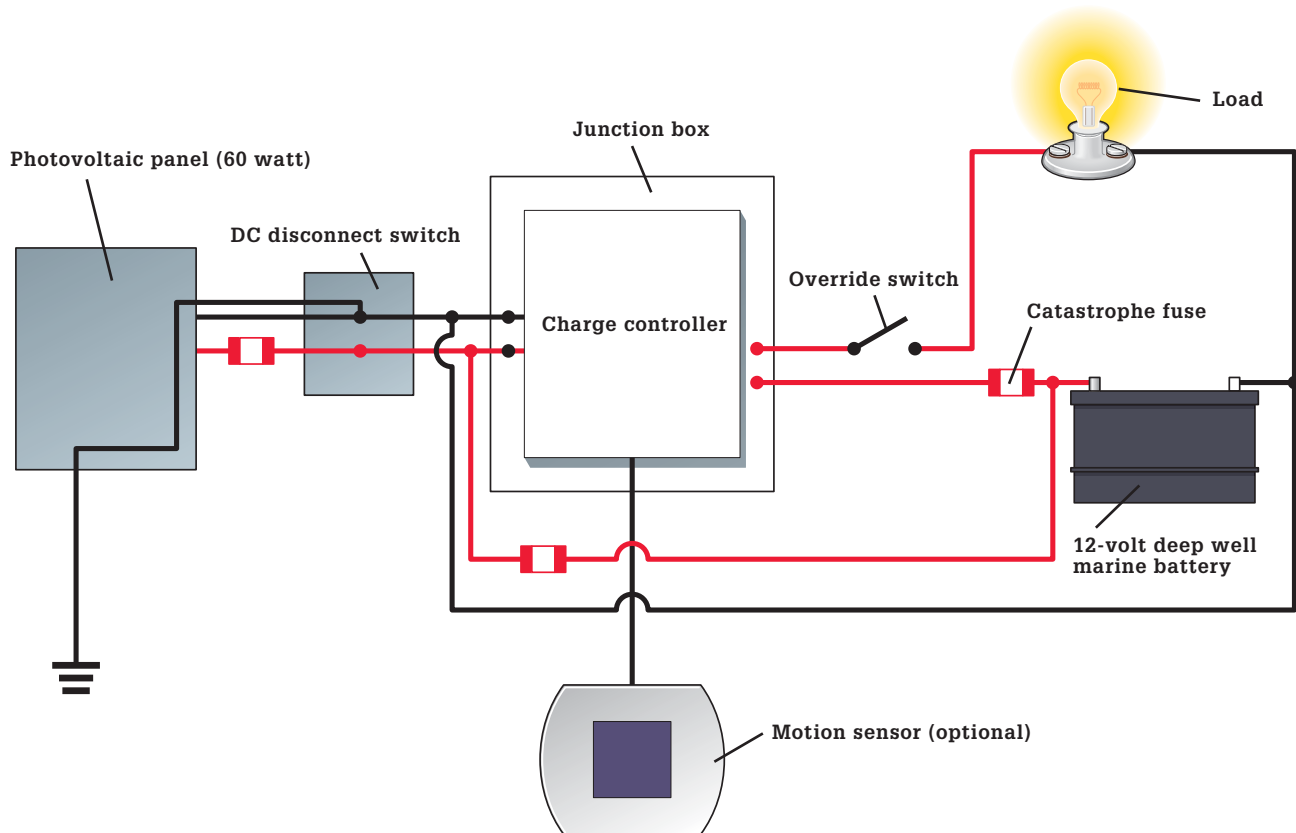 Load
Junction box
Photovoltaic panel (60 watt)
DC disconnect switch
Override switch
Catastrophe fuse
Charge controller
12-volt deep well
marine battery
Motion sensor (optional)